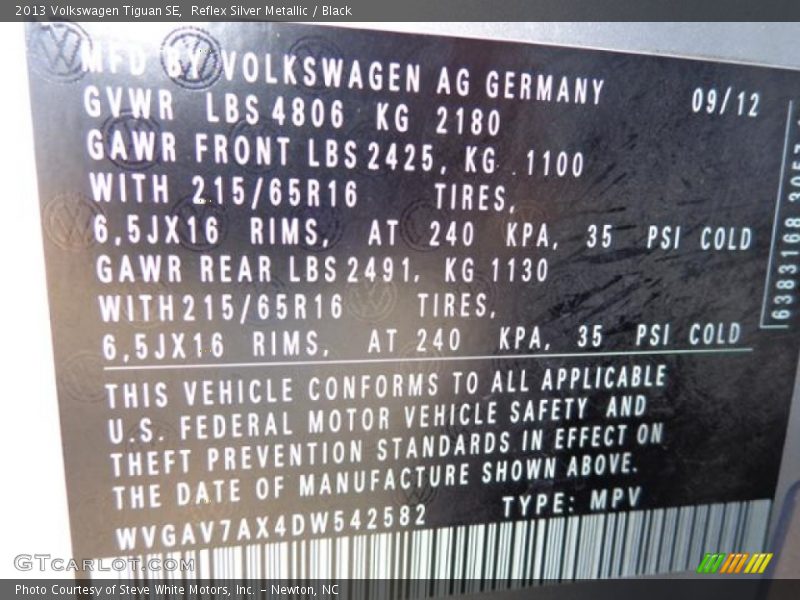 2013 Volkswagen Tiguan SE, Reflex Silver Metallic / Black
MFD BY VOLKSWAGEN AG GERMANY
09/12
GVWR LBS 4806 KG 2180
GAWR FRONT LBS 2425, KG 1100
WITH 215/65R16 TIRES,
6,5JX16 RIMS, AT 240 KPA, 35 PSI COLD
GAWR REAR LBS 2491, KG 1130
WITH 215/65R16 TIRES,
6,5JX16 RIMS, AT 240 KPA, 35 PSI COLD
THIS VEHICLE CONFORMS TO ALL APPLICABLE
U.S. FEDERAL MOTOR VEHICLE SAFETY AND
THEFT PREVENTION STANDARDS IN EFFECT ON
THE DATE OF MANUFACTURE SHOWN ABOVE.
WVGAV7AX4DW542582 TYPE: MPV
6383168
GTCarLot.com
Photo Courtesy of Steve White Motors, Inc. – Newton, NC